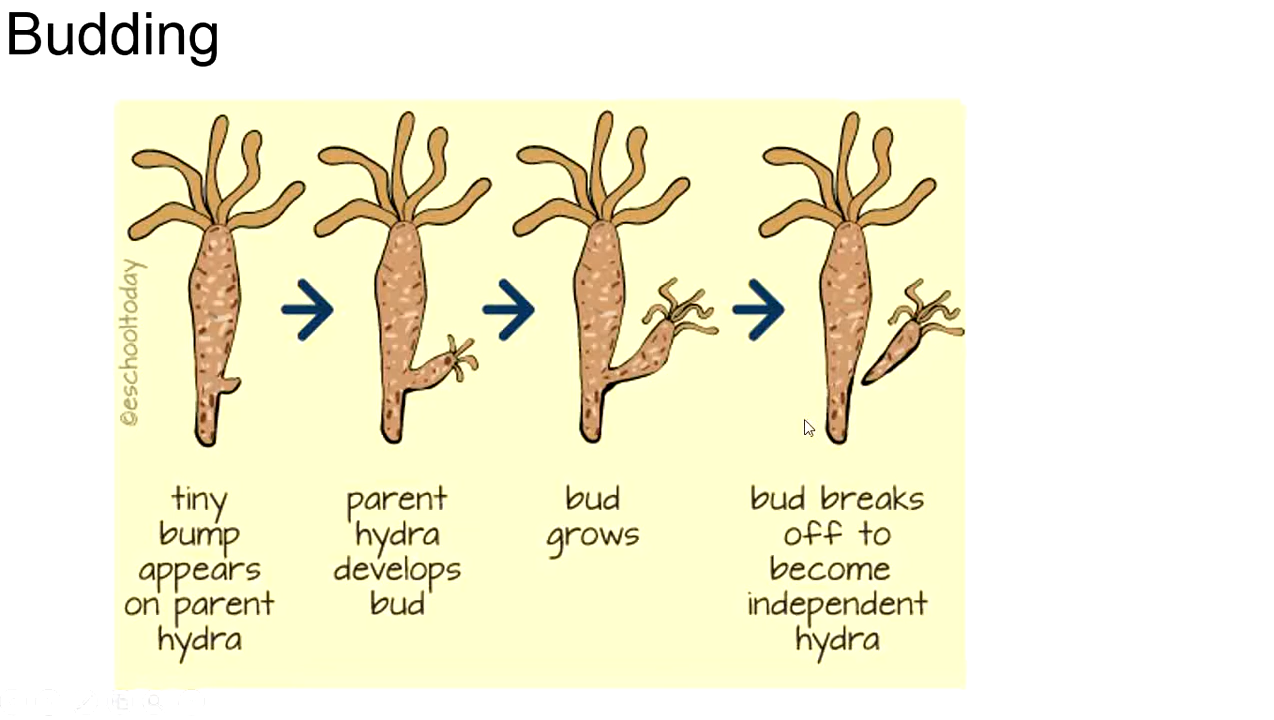 Budding
©eschooltoday
tiny
bump
appears
on parent
hydra
parent
hydra
develops
bud
bud
grows
bud breaks
off to
become
independent
hydra